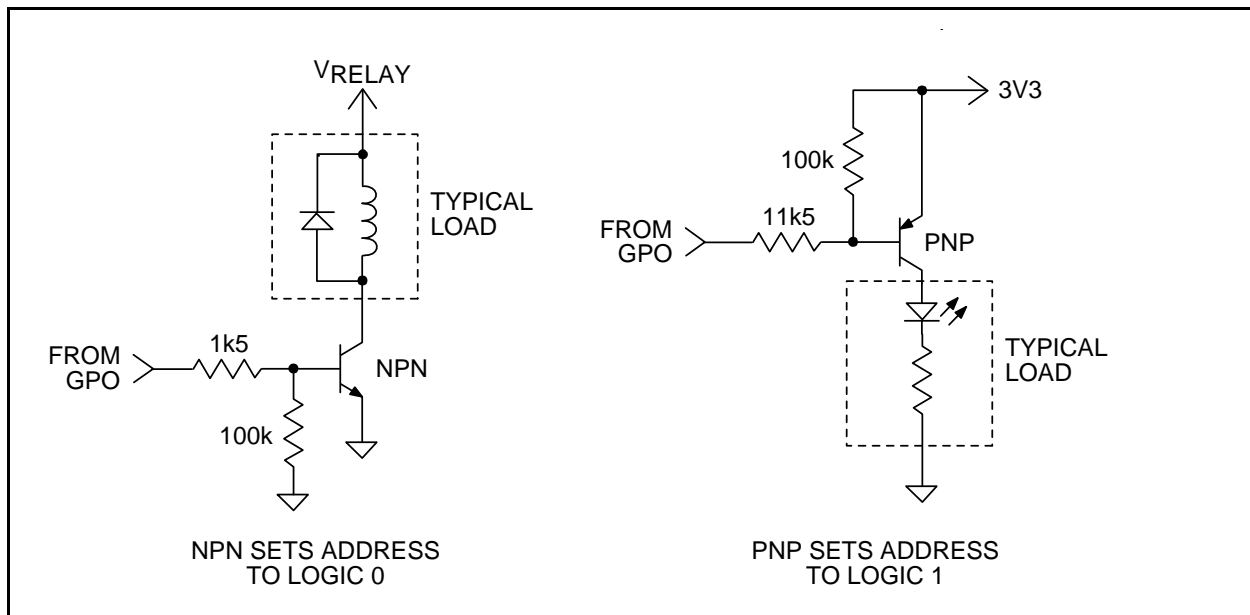 VRELAY
TYPICAL
LOAD
1k5
FROM
GPO
NPN
100k
NPN SETS ADDRESS
TO LOGIC 0
3V3
100k
11k5
FROM
GPO
PNP
TYPICAL
LOAD
PNP SETS ADDRESS
TO LOGIC 1